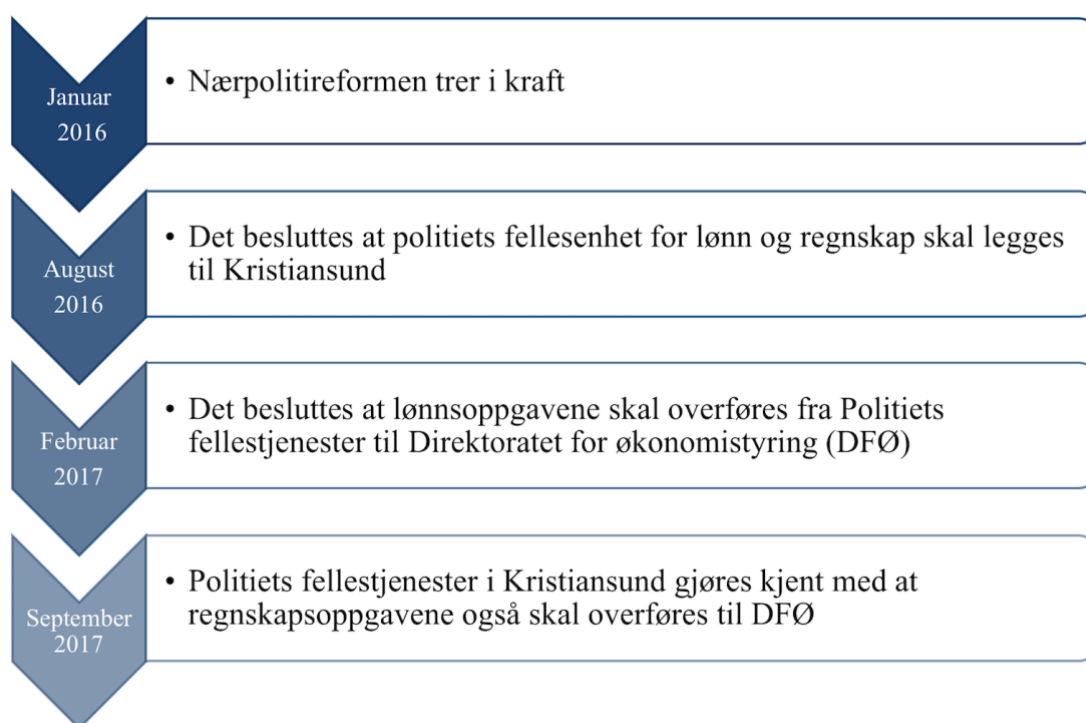 Januar
2016
• Nærpolitireformen trer i kraft
August
2016
• Det besluttes at politiets fellesenhet for lønn og regnskap skal legges
til Kristiansund
Februar
2017
• Det besluttes at lønnsoppgavene skal overføres fra Politiets
fellestjenester til Direktoratet for økonomistyring (DFØ)
September
2017
• Politiets fellestjenester i Kristiansund gjøres kjent med at
regnskapsoppgavene også skal overføres til DFØ